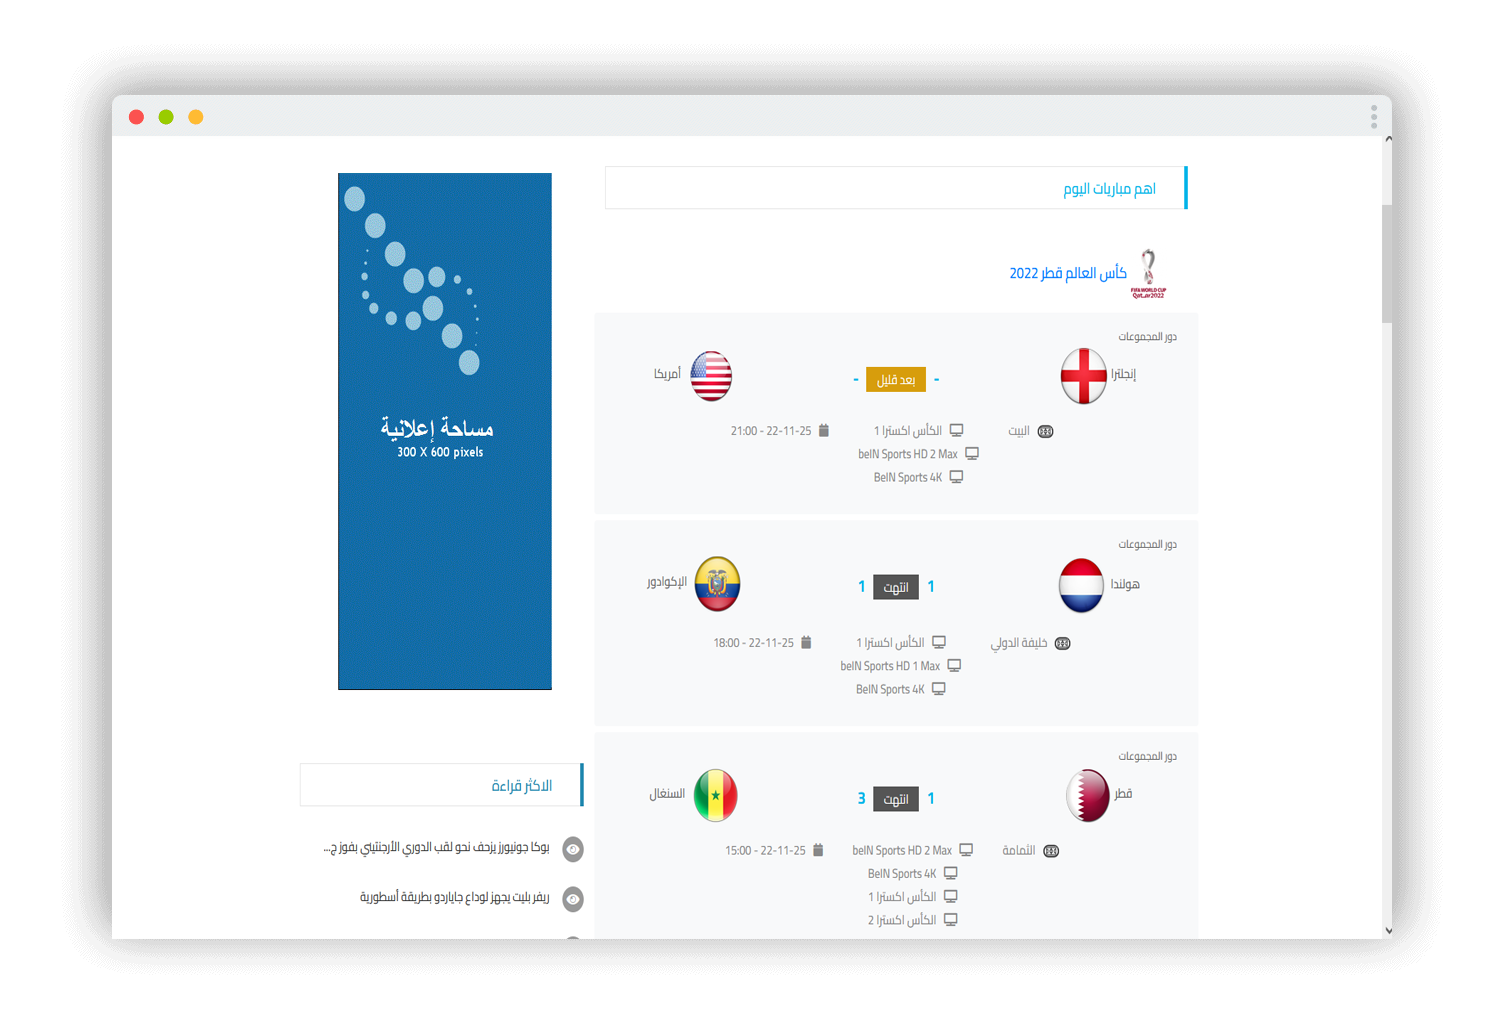 اهم مباريات اليوم
كأس العالم قطر 2022
FIFA WORLD CUP
Qatar2022
دور المجموعات
إنجلترا
-
بعد قليل
-
أمريكا
البيت
الكأس اكسترا 1
beIN Sports HD 2 Max
BeIN Sports 4K
21:00 - 22-11-25
دور المجموعات
هولندا
1
انتهت
1
الإكوادور
خليفة الدولي
الكأس اكسترا 1
beIN Sports HD 1 Max
BeIN Sports 4K
18:00 - 22-11-25
دور المجموعات
قطر
1
انتهت
3
السنغال
الثمامة
beIN Sports HD 2 Max
BeIN Sports 4K
الكأس اكسترا 1
الكأس اكسترا 2
15:00 - 22-11-25
مساحة إعلانية
300 X 600 pixels
الاكثر قراءة
بوكا جونيورز يزحف نحو لقب الدوري الأرجنتيني بفوز ج...
ريفر بليت يجهز لوداع جاياردو بطريقة أسطورية